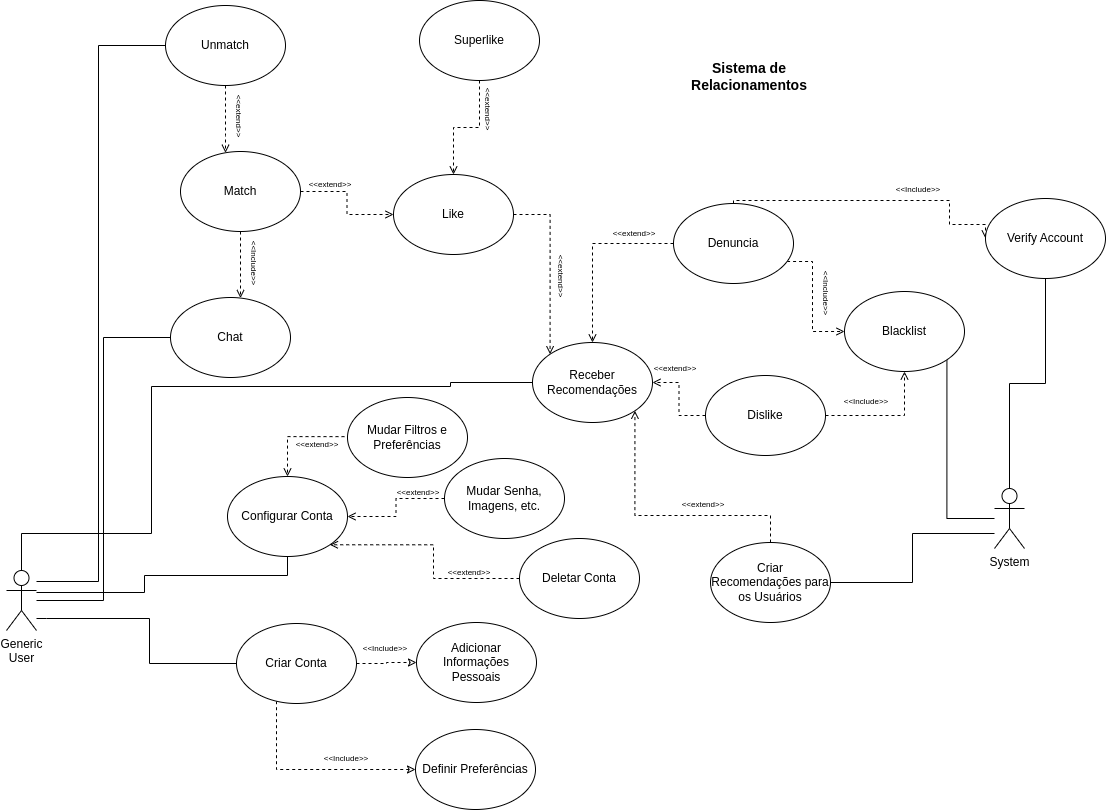 Unmatch
Superlike
Sistema de
Relacionamentos
<<extend>>
<<extend>>
Match
<<extend>>
Like
<<Include>>
Denuncia
<<extend>>
Verify Account
<<Include>>
<<extend>>
<<Include>>
Chat
Blacklist
Receber
Recomendações
<<extend>>
<<Include>>
Dislike
Mudar Filtros e
Preferências
<<extend>>
Mudar Senha,
Imagens, etc.
<<extend>>
Configurar Conta
<<extend>>
System
Deletar Conta
<<extend>>
Criar
Recomendações para
os Usuários
Generic
User
Criar Conta
<<Include>>
Adicionar
Informações
Pessoais
<<Include>>
Definir Preferências